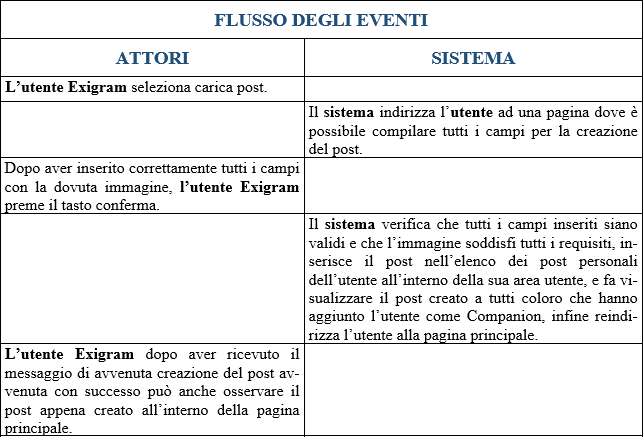 FLUSSO DEGLI EVENTI
ATTORI
SISTEMA
L’utente Exigram seleziona carica post.
Il sistema indirizza l’utente ad una pagina dove è
possibile compilare tutti i campi per la creazione
del post.
Dopo aver inserito correttamente tutti i campi
con la dovuta immagine, l’utente Exigram
preme il tasto conferma.
Il sistema verifica che tutti i campi inseriti siano
validi e che l’immagine soddisfi tutti i requisiti, in-
serisce il post nell’elenco dei post personali
dell’utente all’interno della sua area utente, e fa vi-
sualizzare il post creato a tutti coloro che hanno
aggiunto l’utente come Companion, infine reindi-
rizza l’utente alla pagina principale.
L’utente Exigram dopo aver ricevuto il
messaggio di avvenuta creazione del post av-
venuta con successo può anche osservare il
post appena creato all’interno della pagina
principale.